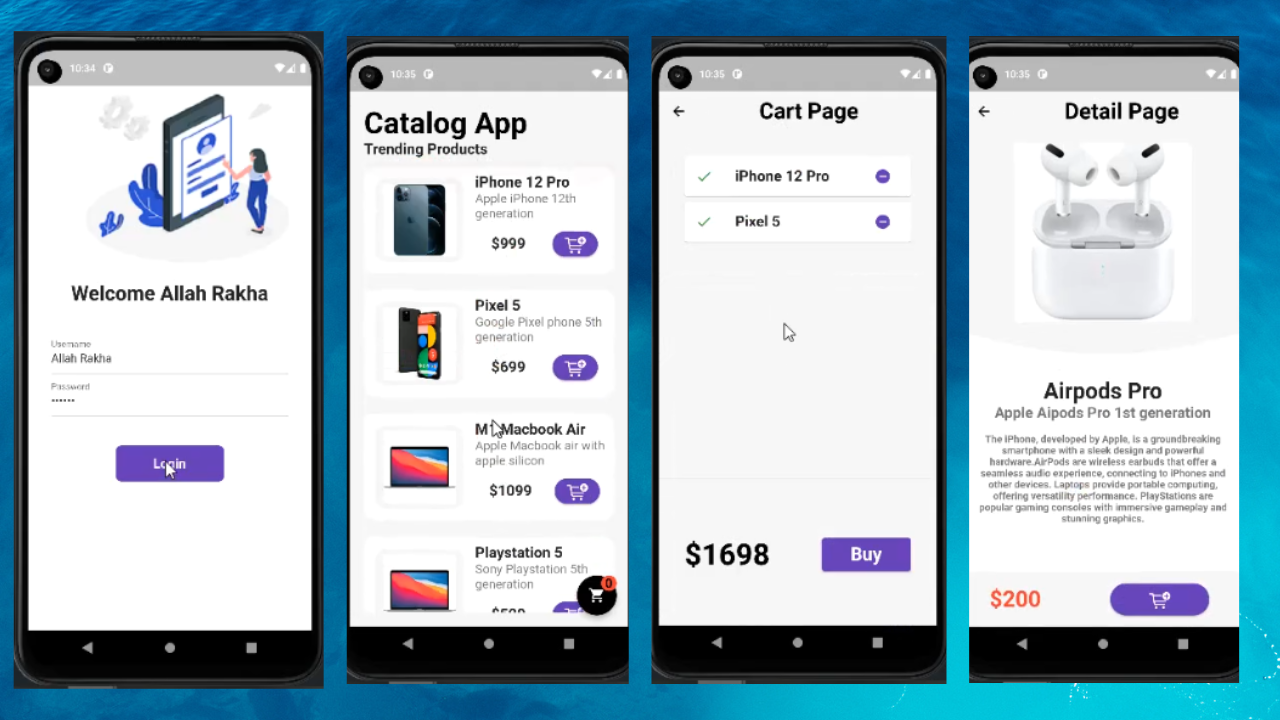 10:34
Welcome Allah Rakha
Username
Allah Rakha
Password
••••••
Login
10:35
Catalog App
Trending Products
iPhone 12 Pro
Apple iPhone 12th
generation
$999
Pixel 5
Google Pixel phone 5th
generation
$699
M1 Macbook Air
Apple Macbook air with
apple silicon
$1099
Playstation 5
Sony Playstation 5th
generation
0
10:35
Cart Page
iPhone 12 Pro
Pixel 5
$1698
Buy
10:35
Detail Page
Airpods Pro
Apple Aipods Pro 1st generation
The iPhone, developed by Apple, is a groundbreaking
smartphone with a sleek design and powerful
hardware.AirPods are wireless earbuds that offer a
seamless audio experience, connecting to iPhones and
other devices. Laptops provide portable computing,
offering versatility performance. PlayStations are
popular gaming consoles with immersive gameplay and
stunning graphics.
$200